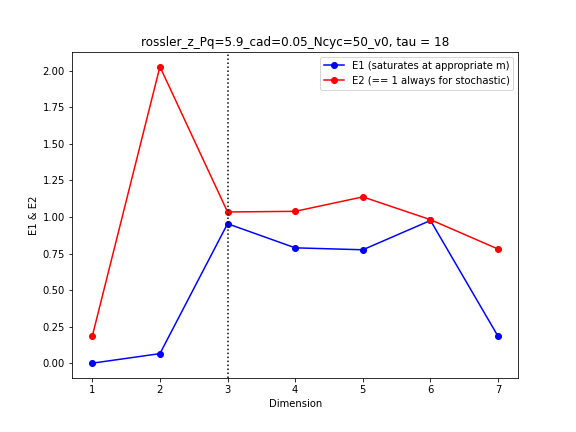 rossler_z_Pq=5.9_cad=0.05_Ncyc=50_v0, tau = 18
E1 (saturates at appropriate m)
E2 (== 1 always for stochastic)
2.00
1.75
1.50
1.25
1.00
0.75
0.50
0.25
0.00
E1 & E2
1 2 3 4 5 6 7
Dimension